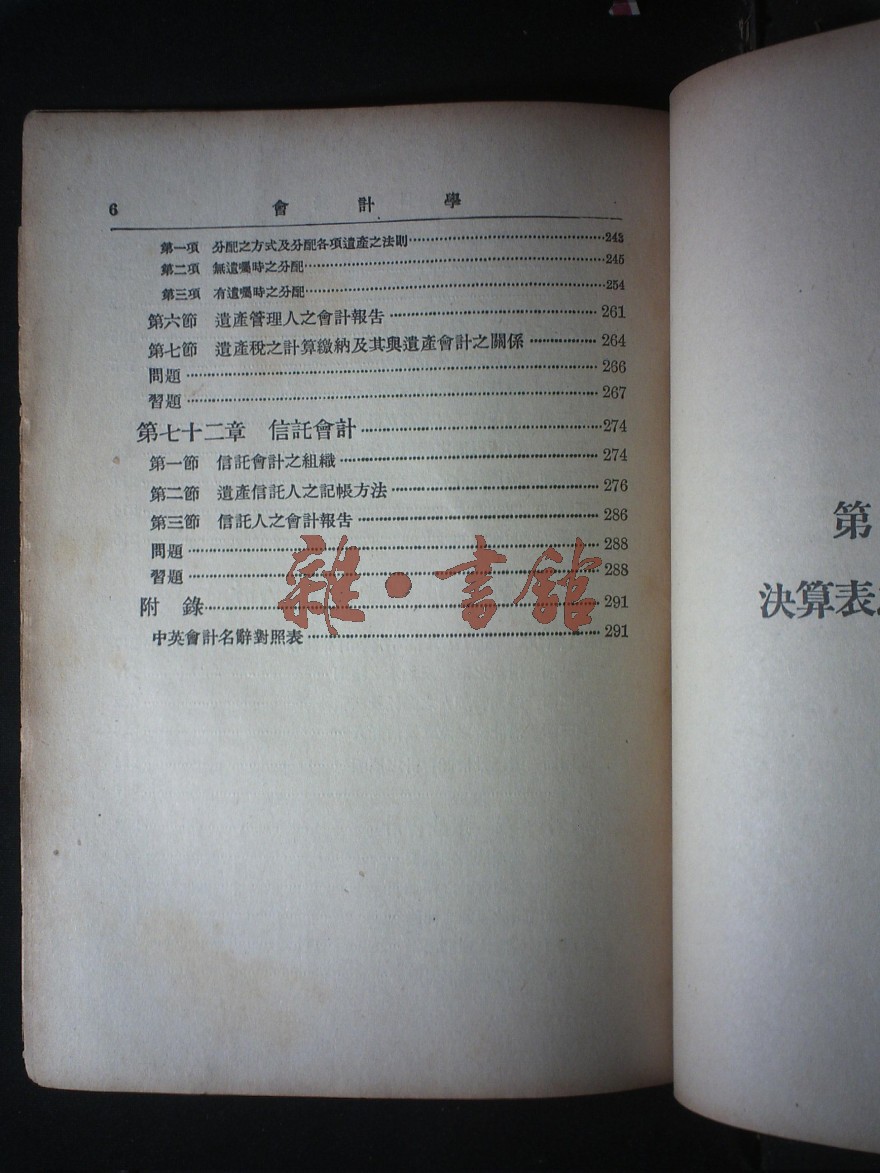 6 會計學
第一項 分配之方式及分配各項遺產之法則 243
第二項 無遺囑時之分配 245
第三項 有遺囑時之分配 254
第六節 遺產管理人之會計報告 261
第七節 遺產稅之計算繳納及其與遺產會計之關係 264
問題 266
習題 267
第七十二章 信託會計 274
第一節 信託會計之組織 274
第二節 遺產信託人之記帳方法 276
第三節 信託人之會計報告 286
問題 288
習題 288
附錄 291
中英會計名辭對照表 291
雜·書館
第
決算表